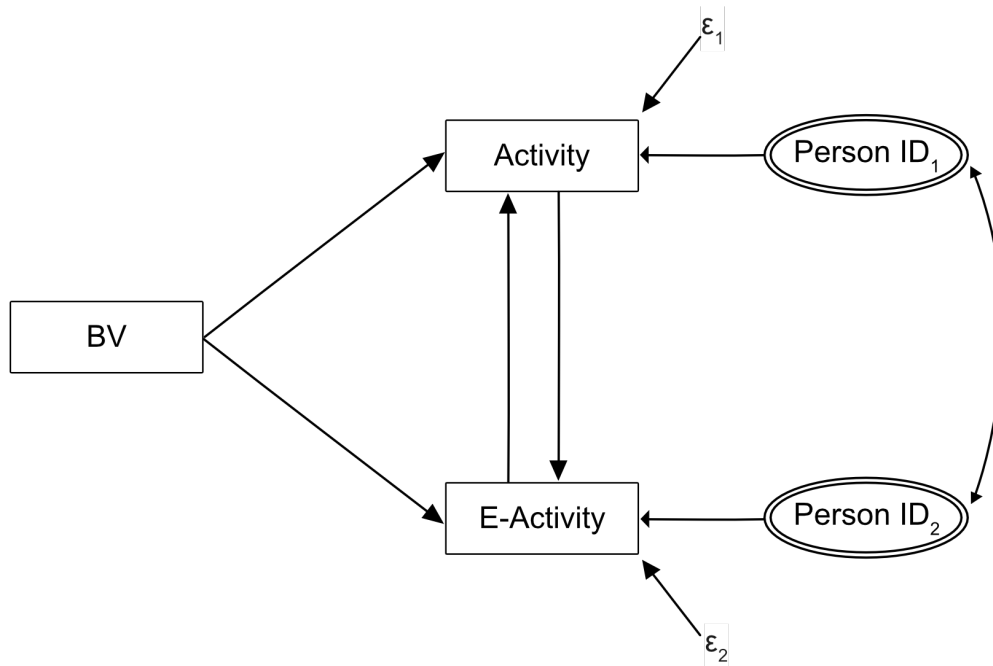 ε₁
Activity
Person ID₁
BV
E-Activity
Person ID₂
ε₂